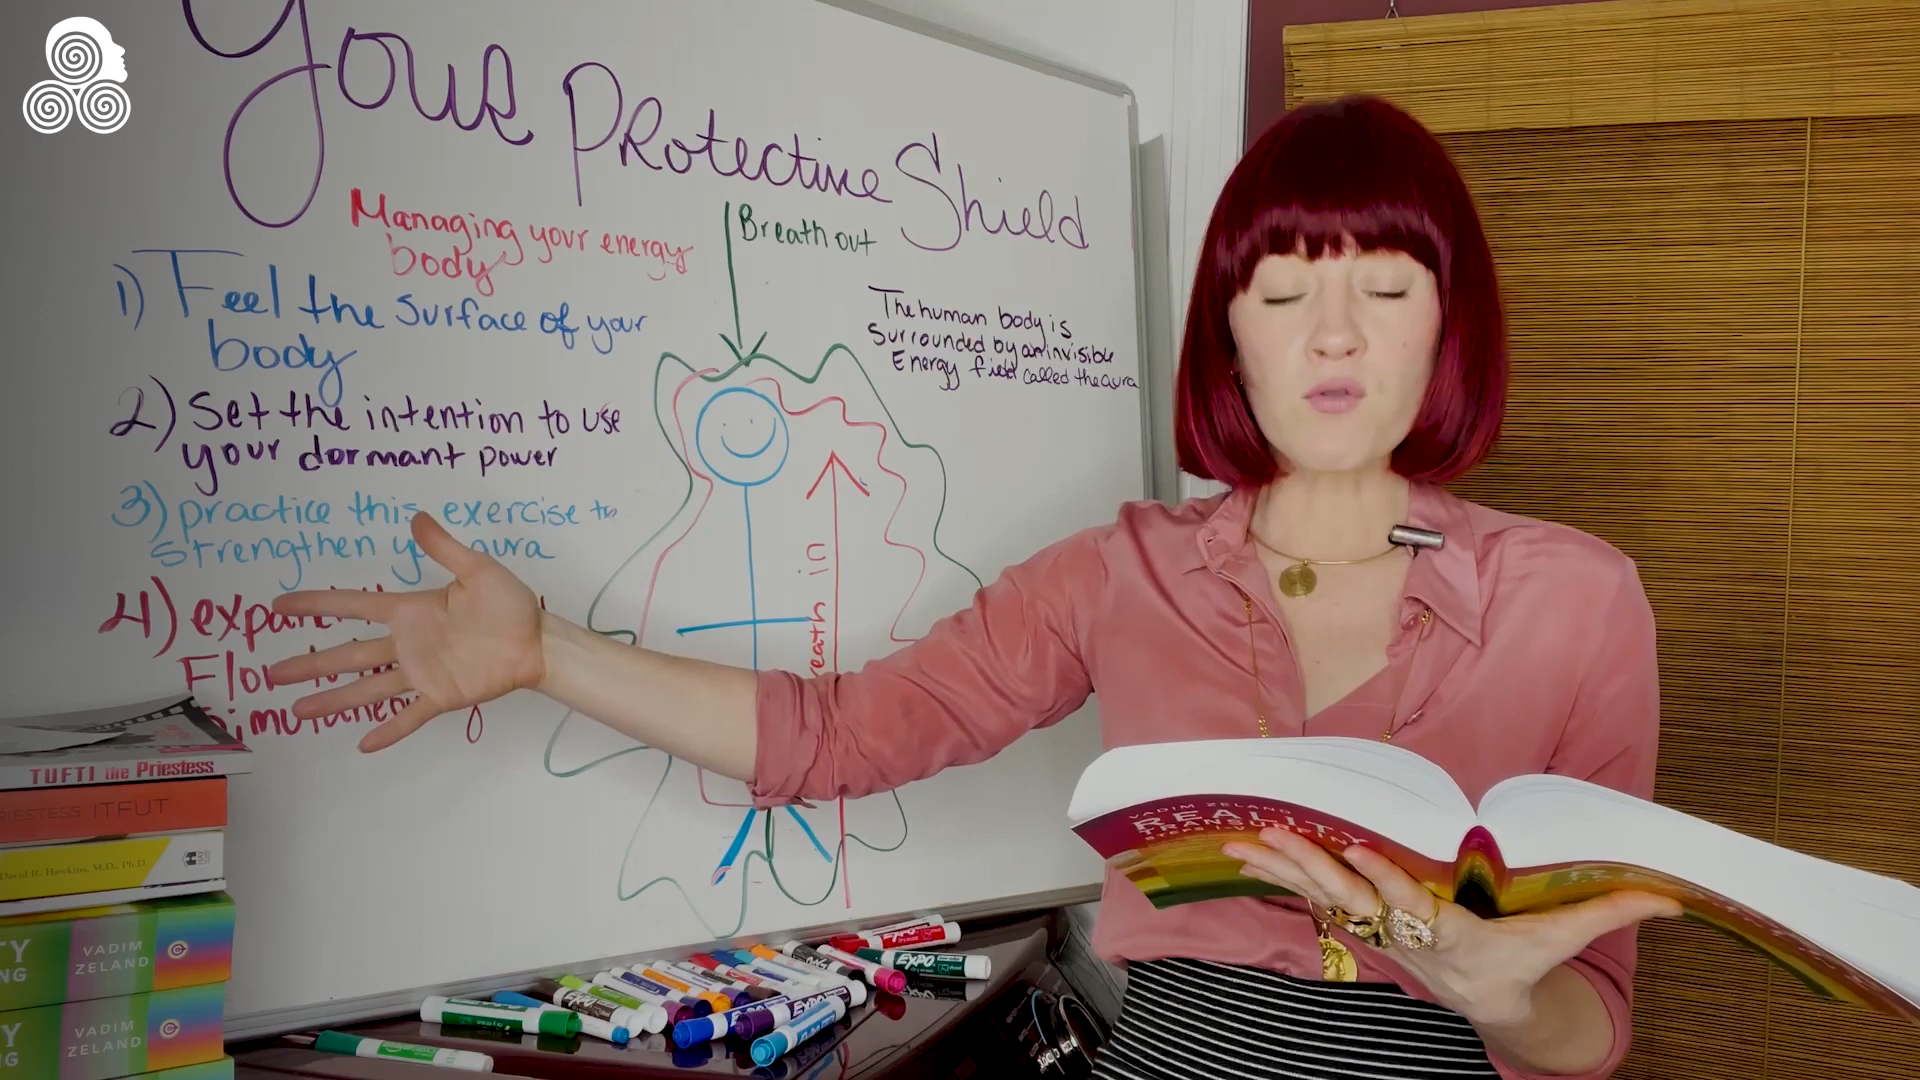 Your Protective Shield
Managing your energy
body
Breath out
1) Feel the surface of your
body
The human body is
Surrounded by an invisible
Energy field called the aura
2) Set the intention to use
your dormant power
3) practice this exercise to
strengthen aura
4)
in
TUFTI the Priestess
ITFUT
David R. Hawkins, M.D., Ph.D.
VADIM
ZELAND
VADIM
ZELAND
VADIM ZELAND
REALITY
TRANSURFING
EXPO
EXPO
EXPO